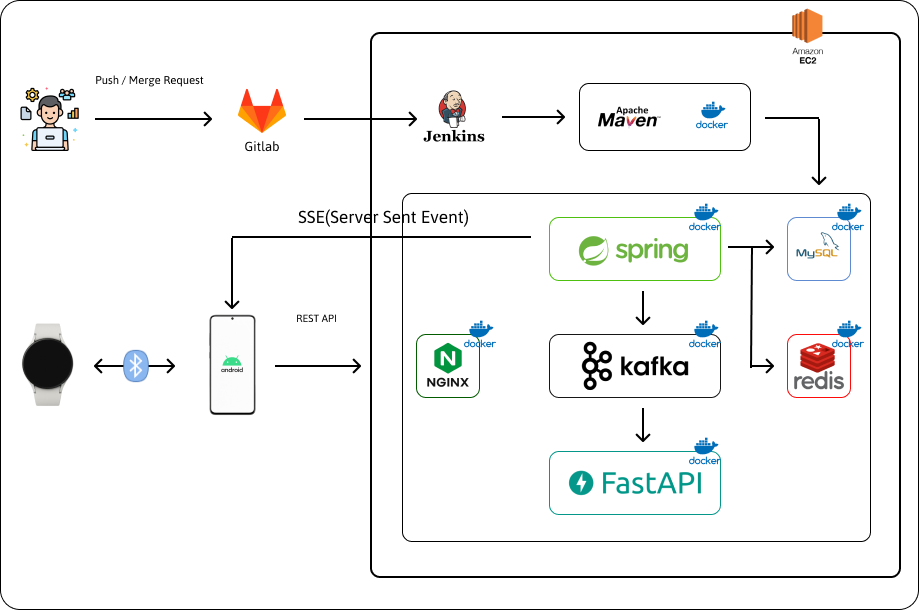 Amazon
EC2
Push / Merge Request
Gitlab
Jenkins
Apache
Maven™
docker
SSE(Server Sent Event)
docker
spring
docker
MySQL
REST API
android
docker
NGINX
docker
kafka
docker
redis
docker
FastAPI